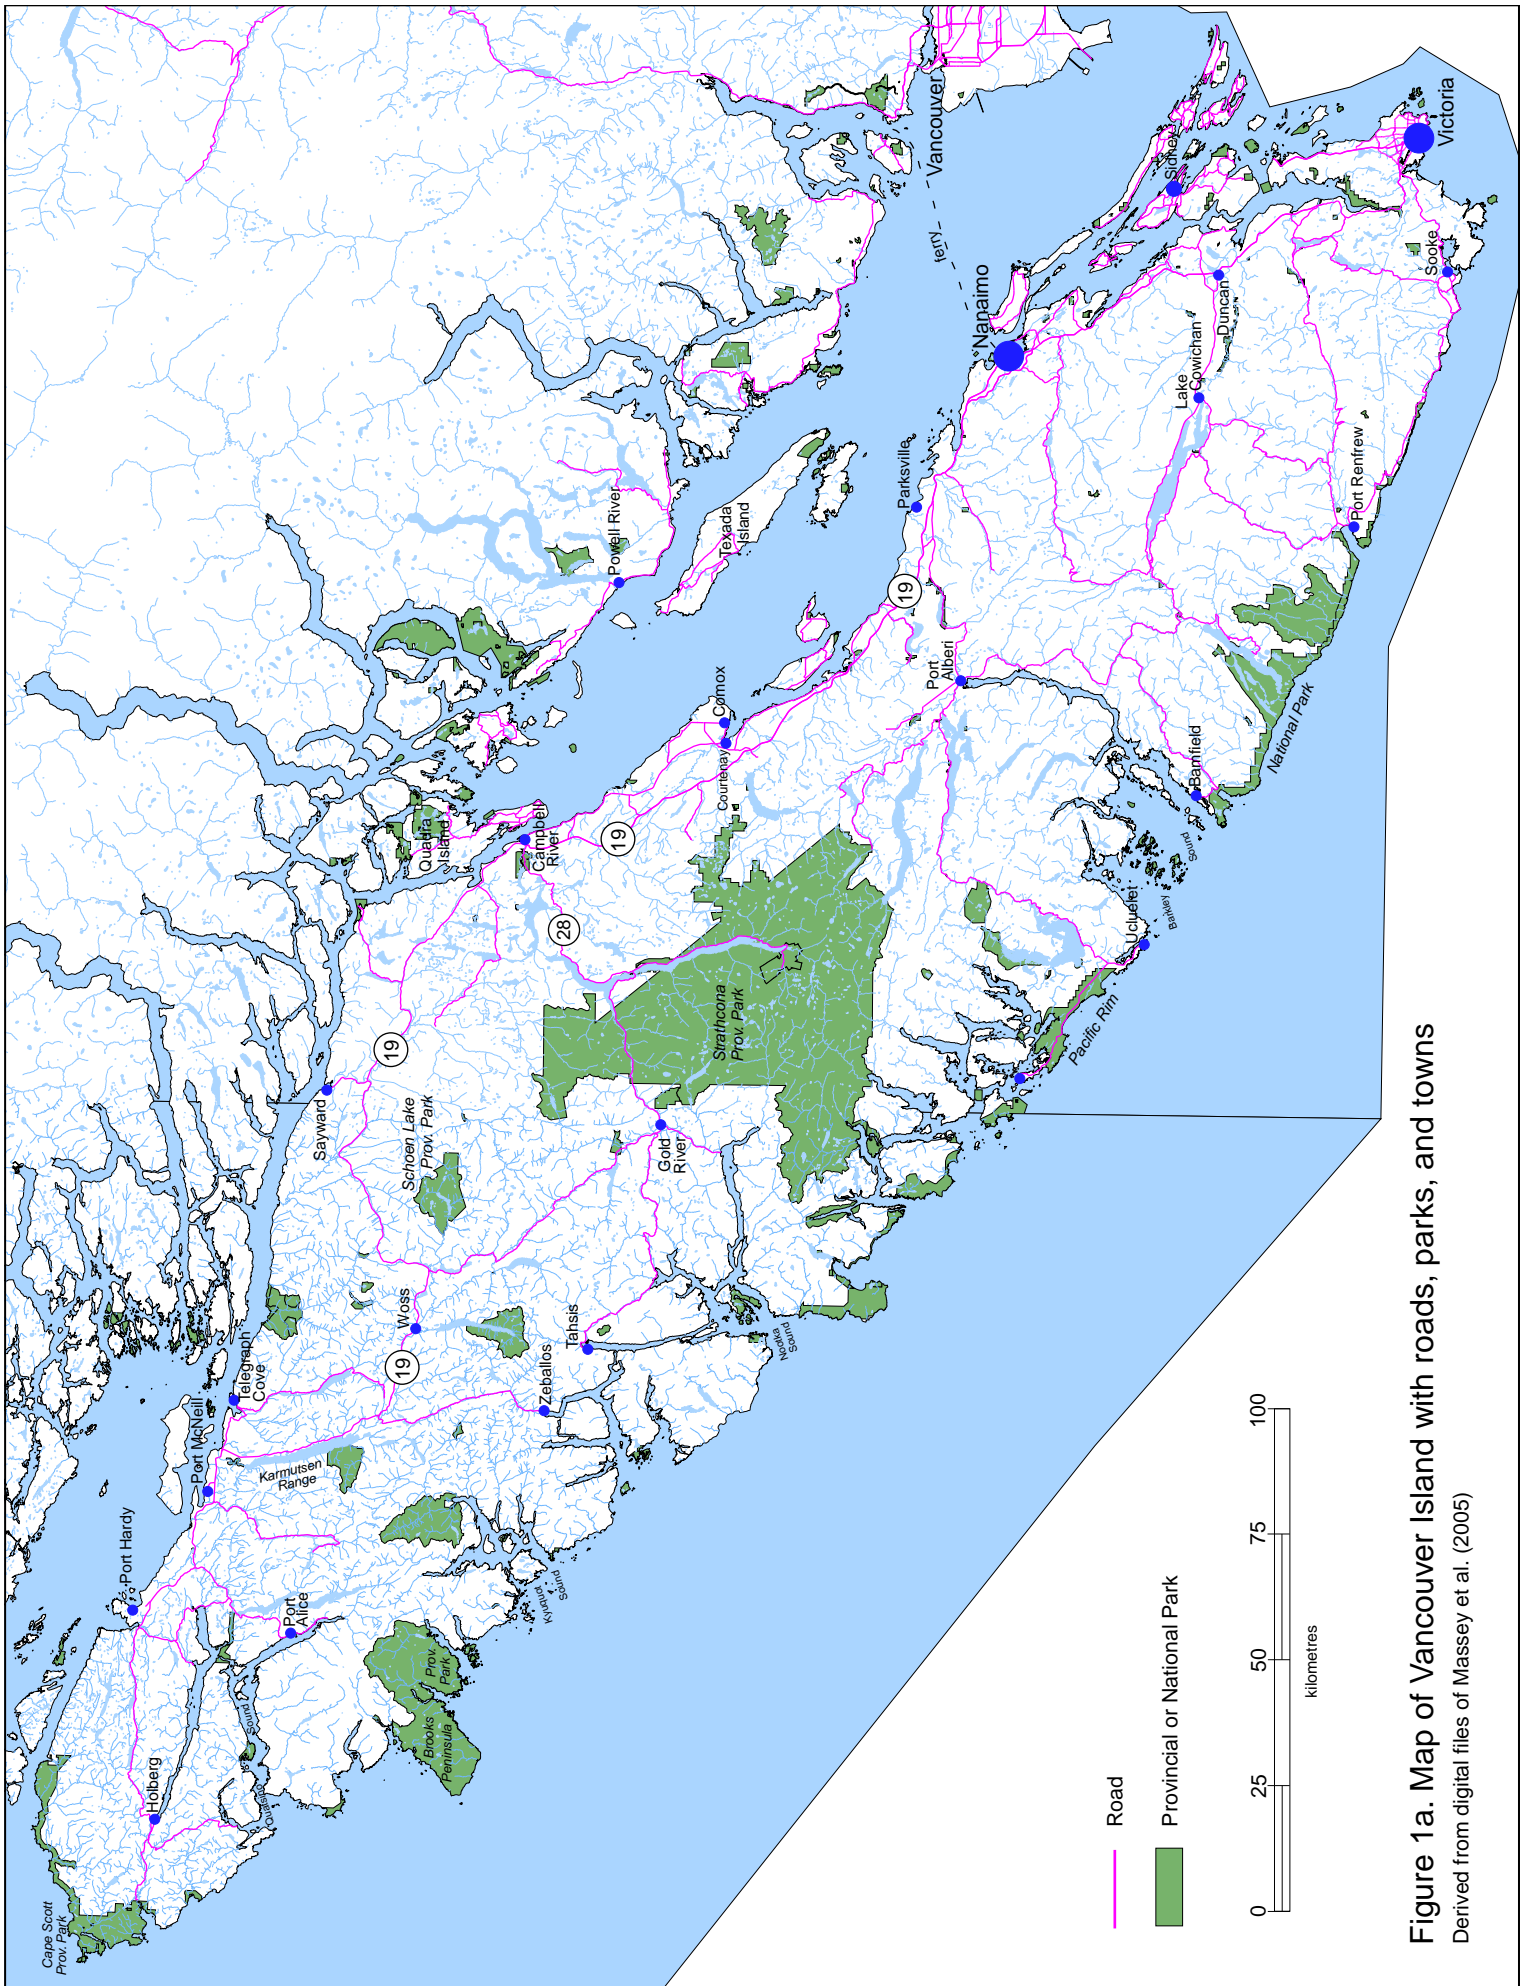 Cape Scott
Prov. Park
Holberg
Quatsino Sound
Port Hardy
Port
Alice
Brooks
Peninsula
Prov.
Park
Port McNeill
Telegraph
Cove
Karmutsen
Range
Kyuquot
Sound
19
Woss
Zeballos
Tahsis
Nootka
Sound
Sayward
Schoen Lake
Prov. Park
Gold
River
19
Strathcona
Prov. Park
28
Quadra
Island
Campbell
River
19
Courtenay
Comox
Powell River
Texada
Island
19
Port
Alberni
Parksville
Pacific Rim
Ucluelet
Barkley Sound
Bamfield
National Park
Nanaimo
ferry
Vancouver
Lake
Cowichan
Duncan
Port Renfrew
Sidney
Sooke
Victoria
Road
Provincial or National Park
0 25 50 75 100
kilometres
Figure 1a. Map of Vancouver Island with roads, parks, and towns
Derived from digital files of Massey et al. (2005)